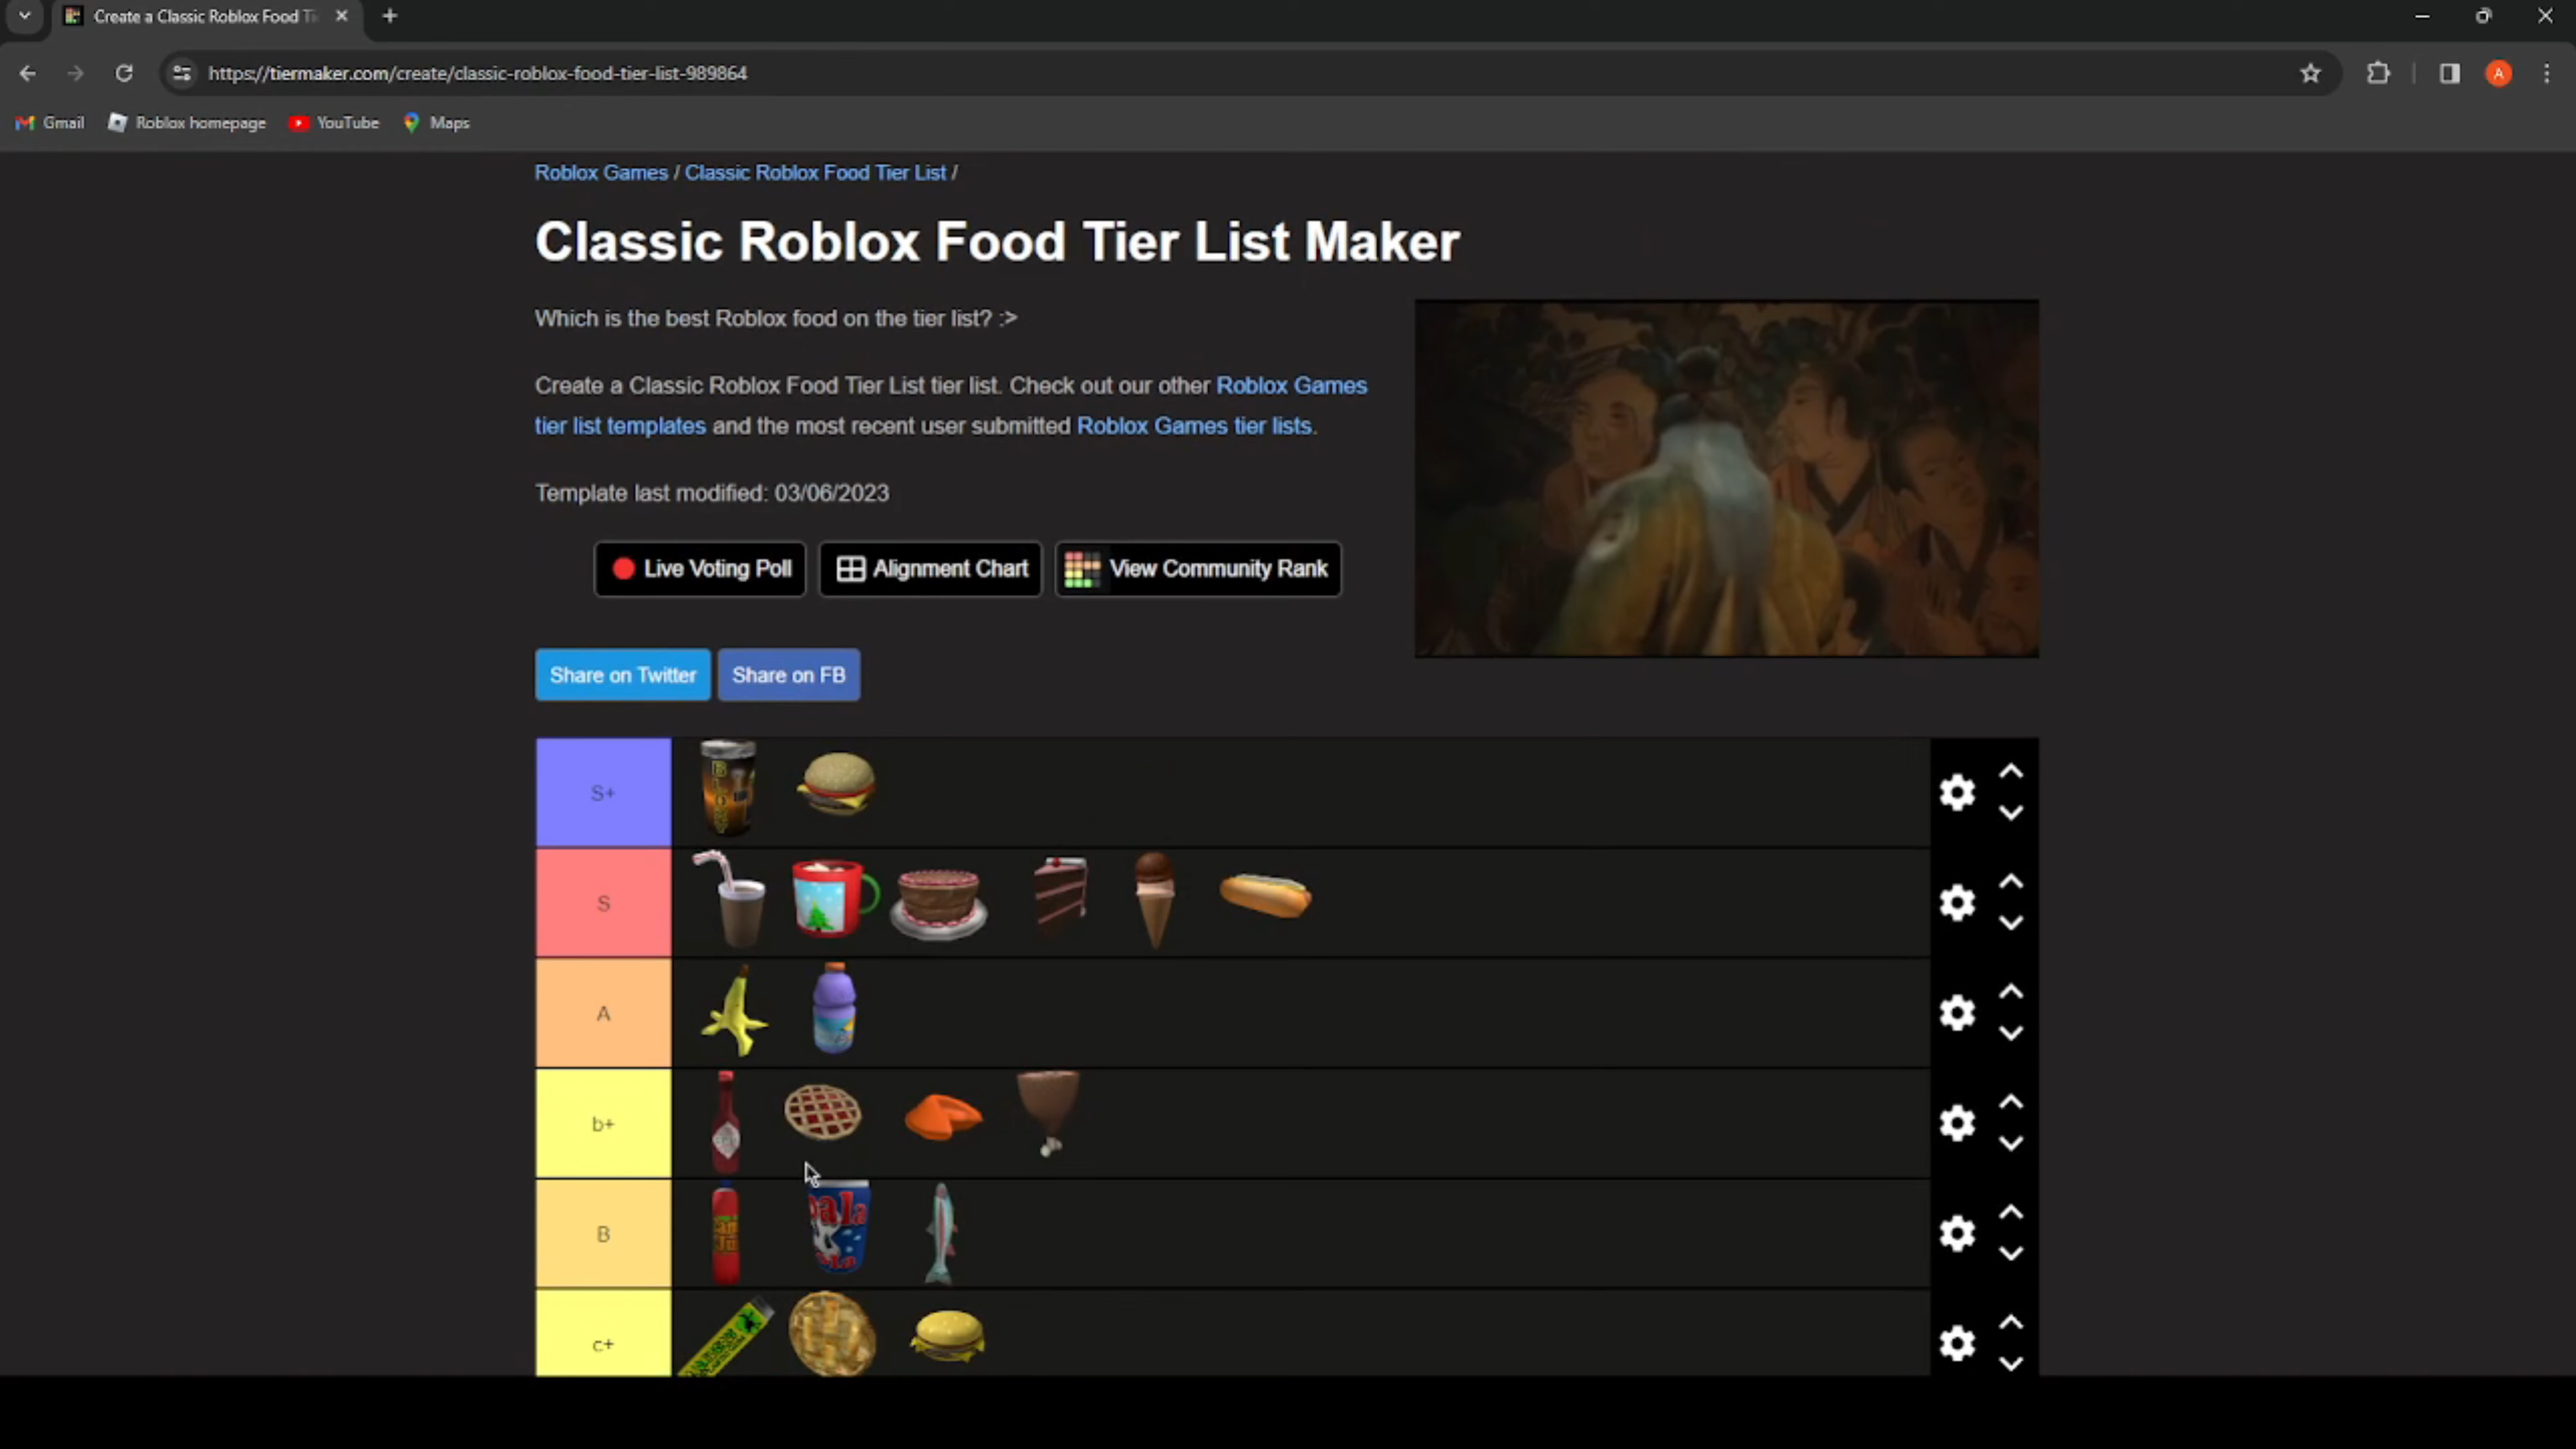 Create a Classic Roblox Food Ti
https://tiermaker.com/create/classic-roblox-food-tier-list-989864
A
Gmail
Roblox homepage
YouTube
Maps
Roblox Games / Classic Roblox Food Tier List /
Classic Roblox Food Tier List Maker
Which is the best Roblox food on the tier list? :>
Create a Classic Roblox Food Tier List tier list. Check out our other Roblox Games
tier list templates and the most recent user submitted Roblox Games tier lists.
Template last modified: 03/06/2023
Live Voting Poll
Alignment Chart
View Community Rank
Share on Twitter
Share on FB
S+
S
A
b+
B
c+